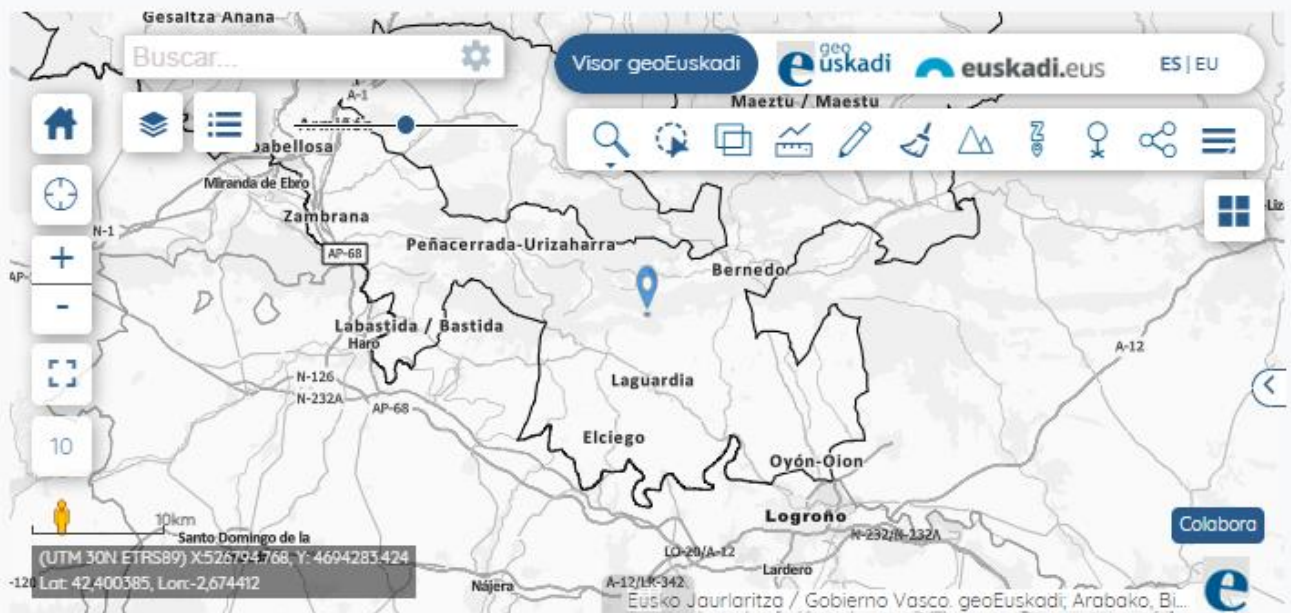 Gesaltza Añana
Buscar...
Visor geoEuskadi
geo
euskadi
euskadi.eus
ES | EU
A-1
Maeztu / Maestu
Miranda de Ebro
Zambrana
N-1
AP-68
Peñacerrada-Urizaharra
Bernedo
+
-
Labastida / Bastida
Haro
A-12
N-126
N-232A
AP-68
Laguardia
10
Elciego
Oyón-Oion
10km
Logroño
Colabora
Santo Domingo de la
N-232/N-232A
(UTM 30N ETRS89) X:526794.768, Y: 4694283.424
LO-20/A-12
Lat: 42,400385, Lon:-2,674412
Lardero
-120
Nájera
A-12/LR-342
Eusko Jaurlaritza / Gobierno Vasco. geoEuskadi; Arabako, Bi...